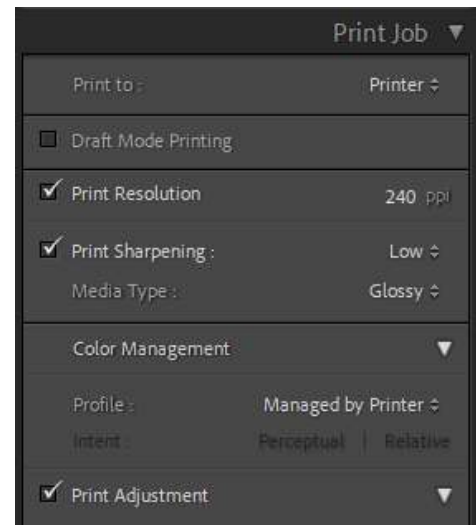 Print Job
Print to : Printer
Draft Mode Printing
Print Resolution 240 ppi
Print Sharpening : Low
Media Type : Glossy
Color Management
Profile : Managed by Printer
Intent : Perceptual | Relative
Print Adjustment